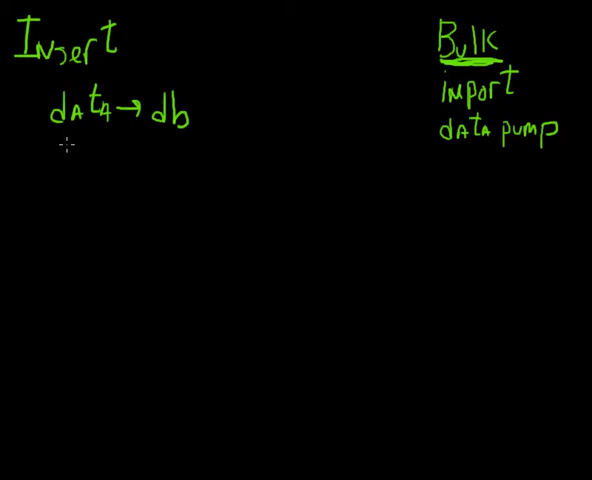 Insert
data → db
Bulk
import
data pump